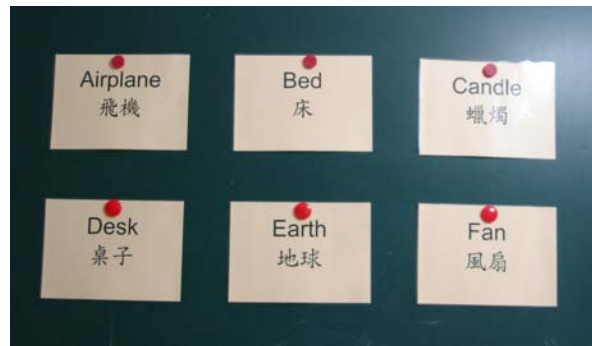 Airplane
飛機
Bed
床
Candle
蠟燭
Desk
桌子
Earth
地球
Fan
風扇